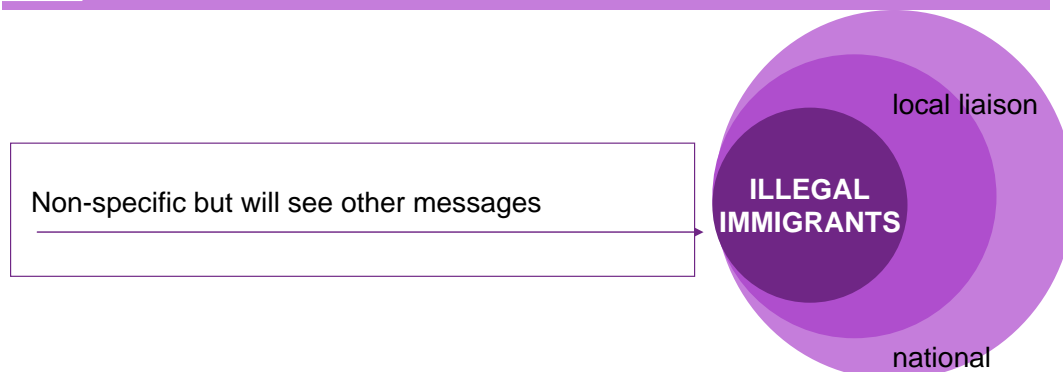 local liaison
Non-specific but will see other messages
ILLEGAL
IMMIGRANTS
national